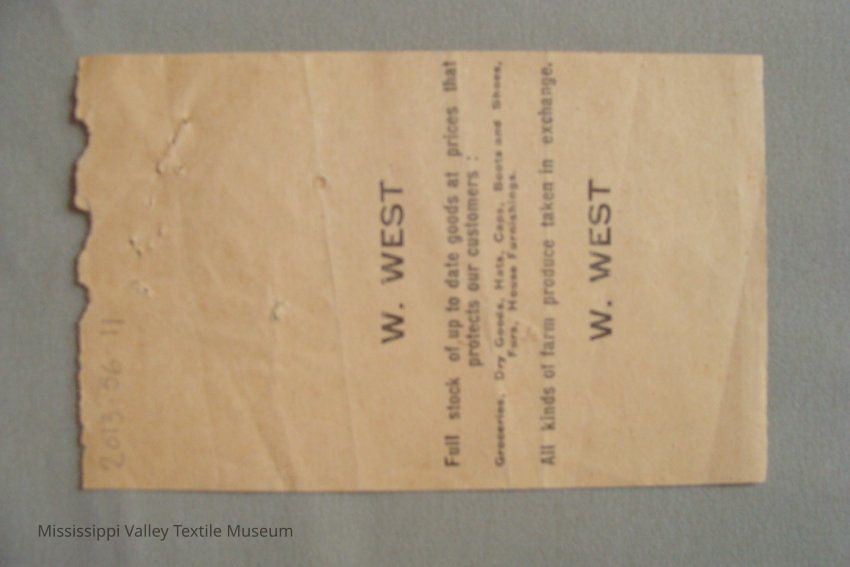 2013.36.11
W. WEST
Full stock of up to date goods at prices that
protects our customers :
Groceries, Dry Goods, Hats, Caps, Boots and Shoes,
Furs, House Furnishings.
All kinds of farm produce taken in exchange.
W. WEST
Mississippi Valley Textile Museum